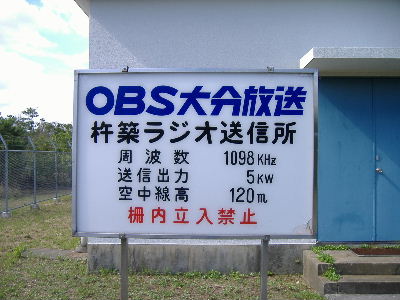 OBS大分放送
杵築ラジオ送信所
周波数 1098KHz
送信出力 5KW
空中線高 120m
柵内立入禁止